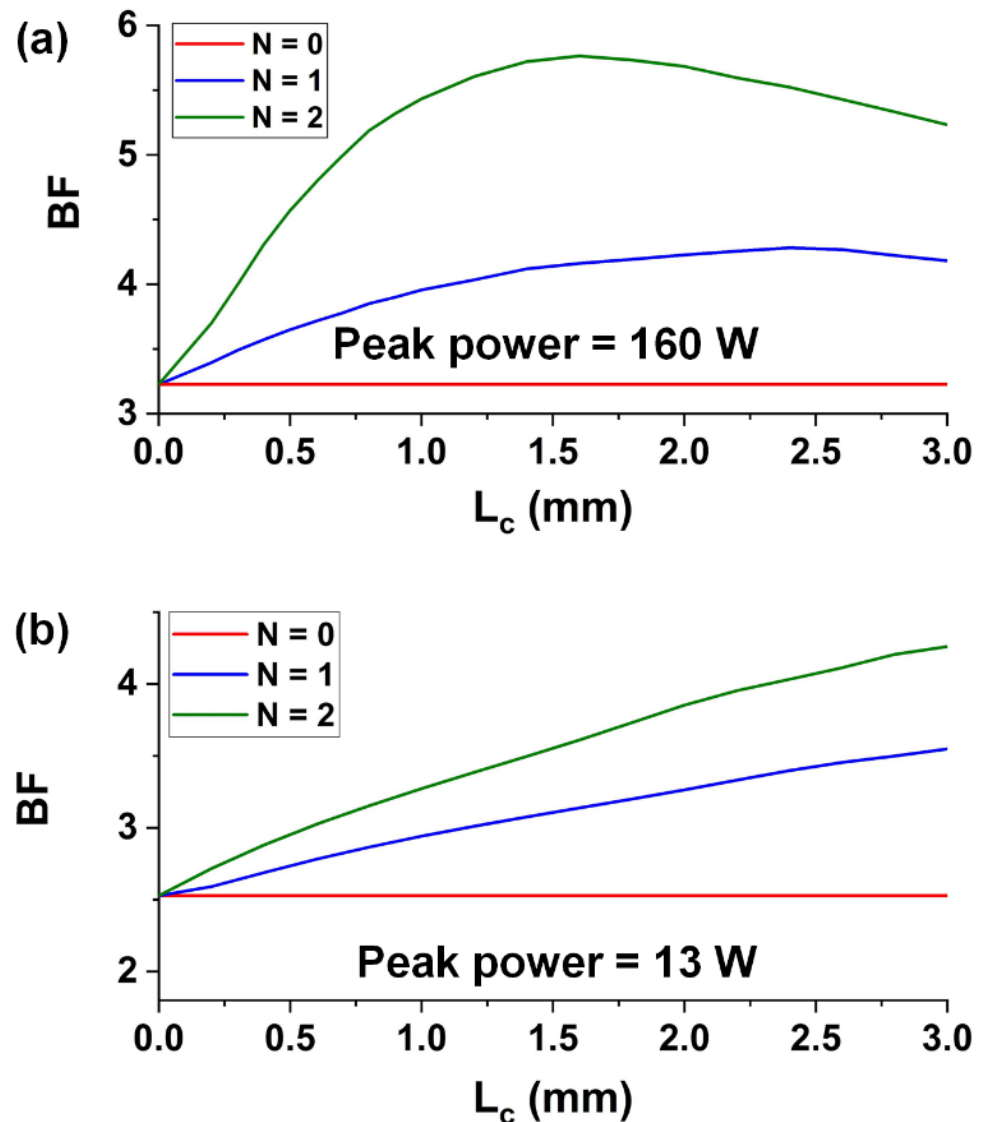 (a)
N = 0
N = 1
N = 2
BF
6
5
4
3
Peak power = 160 W
0.0 0.5 1.0 1.5 2.0 2.5 3.0
Lc (mm)
(b)
N = 0
N = 1
N = 2
BF
4
3
2
Peak power = 13 W
0.0 0.5 1.0 1.5 2.0 2.5 3.0
Lc (mm)